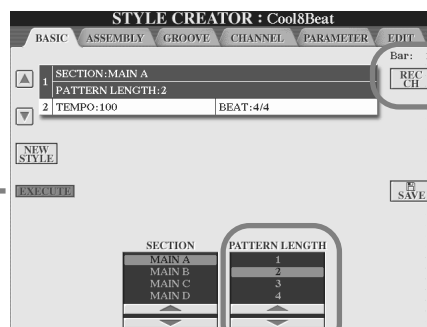 STYLE CREATOR : Cool8Beat
BASIC ASSEMBLY GROOVE CHANNEL PARAMETER EDIT
Bar:
1 SECTION:MAIN A
PATTERN LENGTH:2
REC CH
2 TEMPO:100 BEAT:4/4
NEW STYLE
EXECUTE
SAVE
SECTION PATTERN LENGTH
MAIN A 1
MAIN B 2
MAIN C 3
MAIN D 4